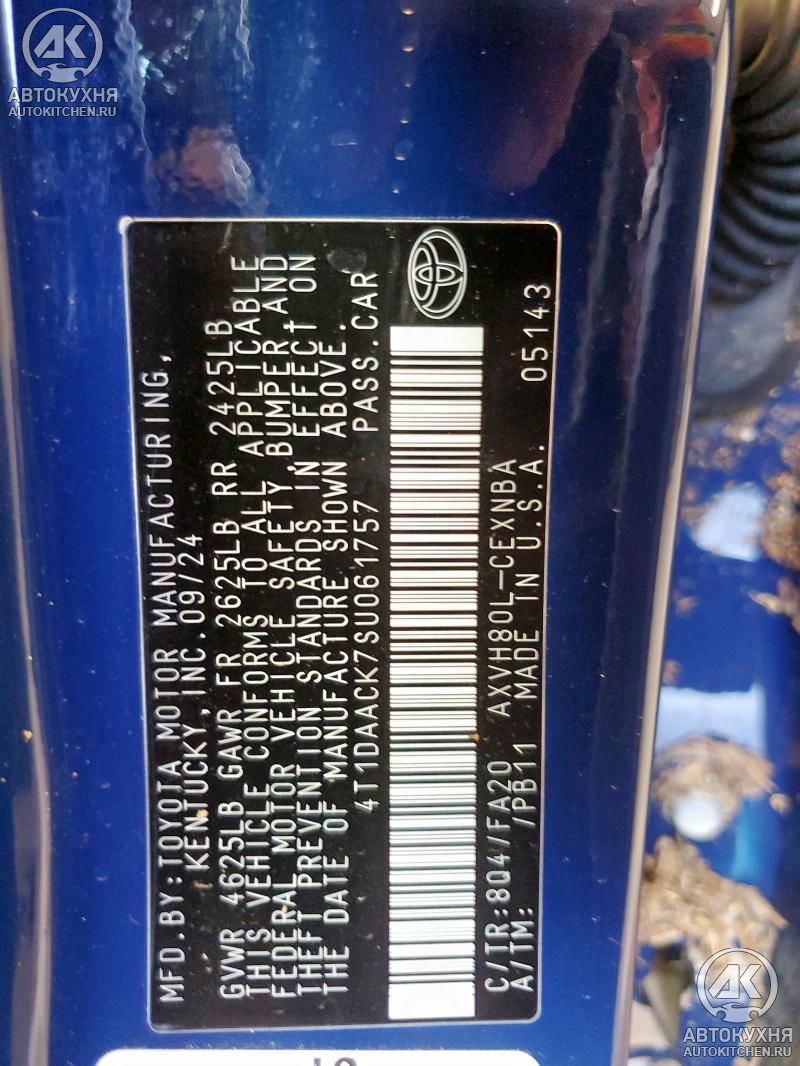 АВТОКУХНЯ
AUTOKITCHEN.RU
MFD.BY:TOYOTA MOTOR MANUFACTURING,
KENTUCKY,INC.09/24
GVWR 4625LB GAWR FR 2625LB RR 2425LB
THIS VEHICLE CONFORMS TO ALL APPLICABLE
FEDERAL MOTOR VEHICLE SAFETY, BUMPER, AND
THEFT PREVENTION STANDARDS IN EFFECT ON
THE DATE OF MANUFACTURE SHOWN ABOVE.
4T1DAACK7SU061757 PASS.CAR
C/TR:8Q4/FA20 AXVH80L-CEXNBA 05143
A/TM: /PB11 MADE IN U.S.A.
АВТОКУХНЯ
AUTOKITCHEN.RU